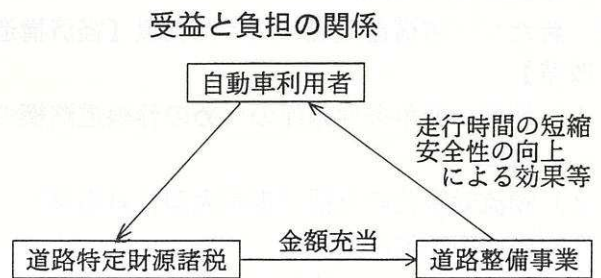 受益と負担の関係
自動車利用者
走行時間の短縮
安全性の向上
による効果等
道路特定財源諸税
金額充当
道路整備事業